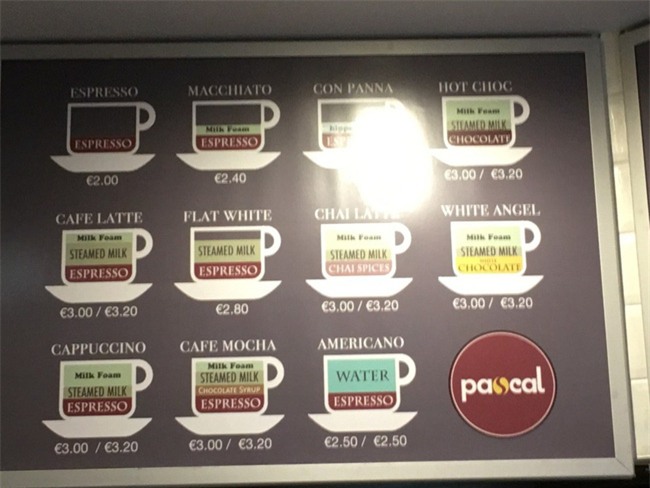 ESPRESSO
ESPRESSO
€2.00
MACCHIATO
Milk Foam
ESPRESSO
€2.40
CON PANNA
HOT CHOC
Milk Foam
STEAMED MILK
CHOCOLATE
€3.00 / €3.20
CAFE LATTE
Milk Foam
STEAMED MILK
ESPRESSO
€3.00 / €3.20
FLAT WHITE
STEAMED MILK
ESPRESSO
€2.80
CHAI LATTE
Milk Foam
STEAMED MILK
CHAI SPICES
€3.00 / €3.20
WHITE ANGEL
Milk Foam
STEAMED MILK
CHOCOLATE
€3.00 / €3.20
CAPPUCCINO
Milk Foam
STEAMED MILK
ESPRESSO
€3.00 / €3.20
CAFE MOCHA
Milk Foam
STEAMED MILK
CHOCOLATE SYRUP
ESPRESSO
€3.00 / €3.20
AMERICANO
WATER
ESPRESSO
€2.50 / €2.50
pascal